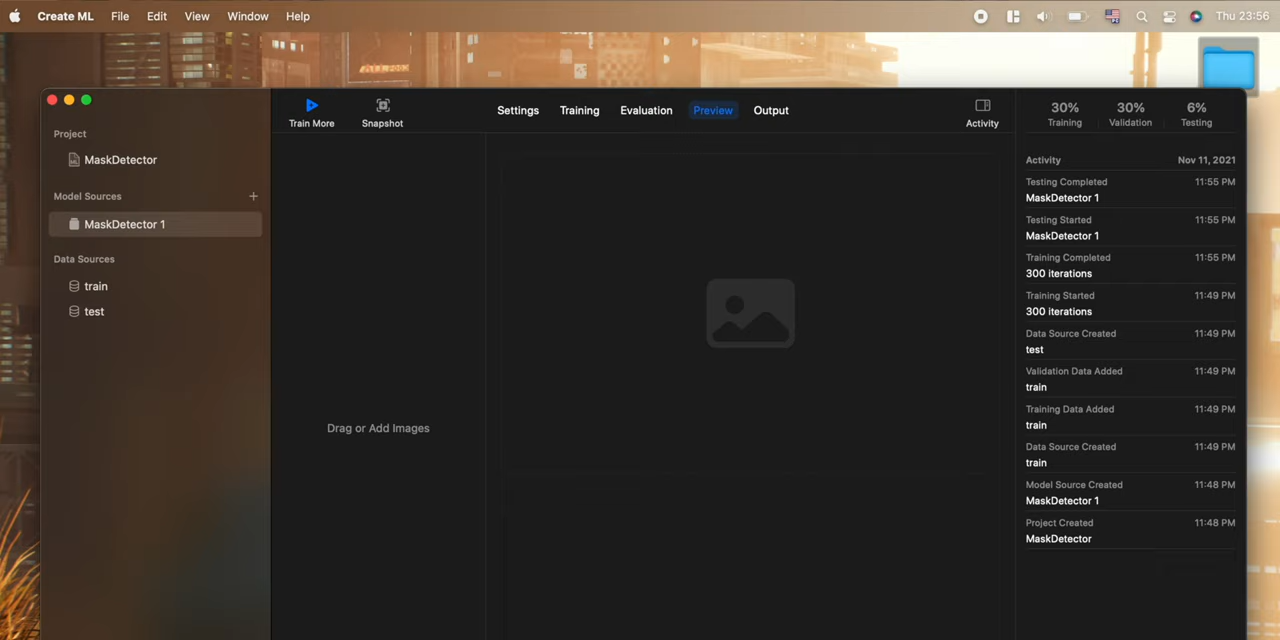 Create ML File Edit View Window Help Thu 23:56
Train More Snapshot Settings Training Evaluation Preview Output Activity
30% 30% 6%
Training Validation Testing
Project
MaskDetector
Model Sources
MaskDetector 1
Data Sources
train
test
Drag or Add Images
Activity Nov 11, 2021
Testing Completed 11:55 PM
MaskDetector 1
Testing Started 11:55 PM
MaskDetector 1
Training Completed 11:55 PM
300 iterations
Training Started 11:49 PM
300 iterations
Data Source Created 11:49 PM
test
Validation Data Added 11:49 PM
train
Training Data Added 11:49 PM
train
Data Source Created 11:49 PM
train
Model Source Created 11:48 PM
MaskDetector 1
Project Created 11:48 PM
MaskDetector